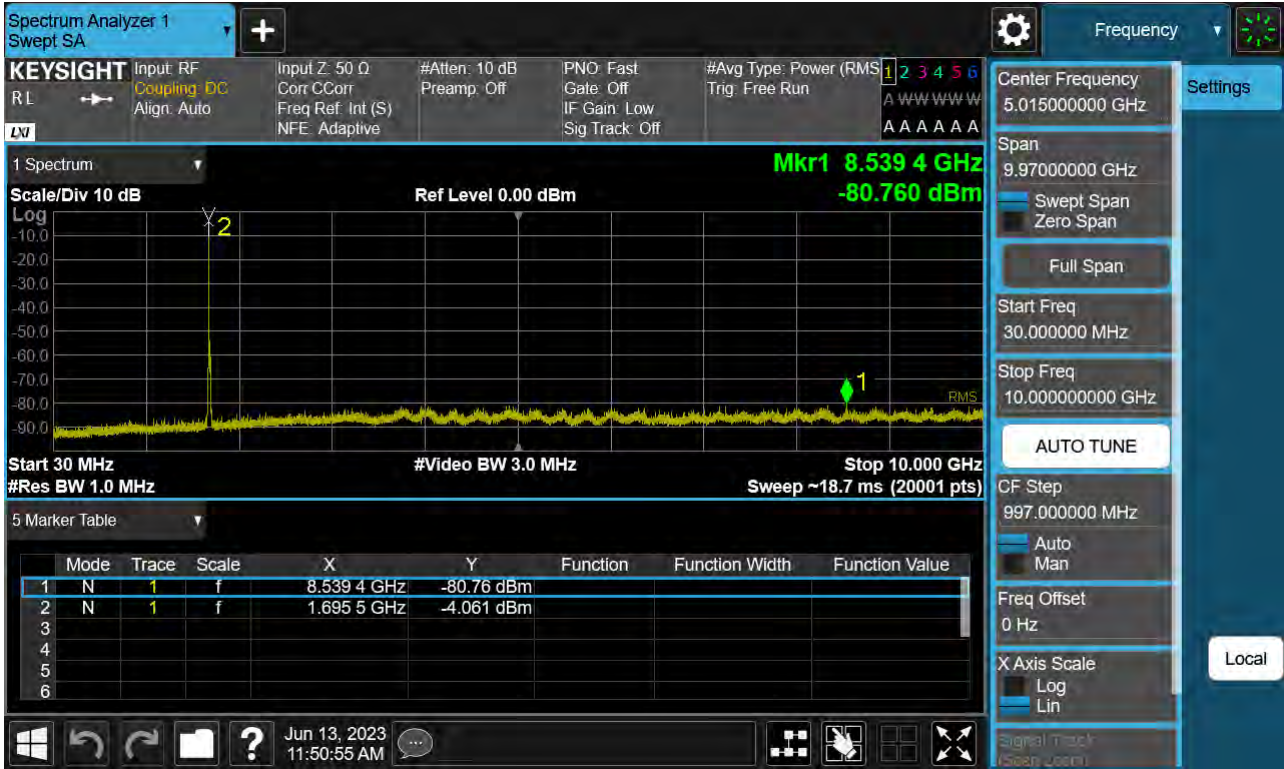 Spectrum Analyzer 1
Swept SA
+
Frequency
KEYSIGHT
RL
LXI
Input: RF
Coupling: DC
Align: Auto
Input Z: 50 Ω
Corr CCorr
Freq Ref: Int (S)
NFE: Adaptive
#Atten: 10 dB
Preamp: Off
PNO: Fast
Gate: Off
IF Gain: Low
Sig Track: Off
#Avg Type: Power (RMS
Trig: Free Run
1 2 3 4 5 6
A W W W W W
A A A A A A
1 Spectrum
Mkr1 8.539 4 GHz
Scale/Div 10 dB
Ref Level 0.00 dBm
-80.760 dBm
Log
2
-10.0
-20.0
-30.0
-40.0
-50.0
-60.0
-70.0
1
-80.0
RMS
-90.0
Start 30 MHz
#Video BW 3.0 MHz
Stop 10.000 GHz
#Res BW 1.0 MHz
Sweep ~18.7 ms (20001 pts)
5 Marker Table
Mode Trace Scale X Y Function Function Width Function Value
1 N 1 f 8.539 4 GHz -80.76 dBm
2 N 1 f 1.695 5 GHz -4.061 dBm
3
4
5
6
Center Frequency
5.015000000 GHz
Span
9.97000000 GHz
Swept Span
Zero Span
Full Span
Start Freq
30.000000 MHz
Stop Freq
10.000000000 GHz
AUTO TUNE
CF Step
997.000000 MHz
Auto
Man
Freq Offset
0 Hz
X Axis Scale
Log
Lin
Signal Track
(Span Zoom)
Settings
Local
?
Jun 13, 2023
11:50:55 AM